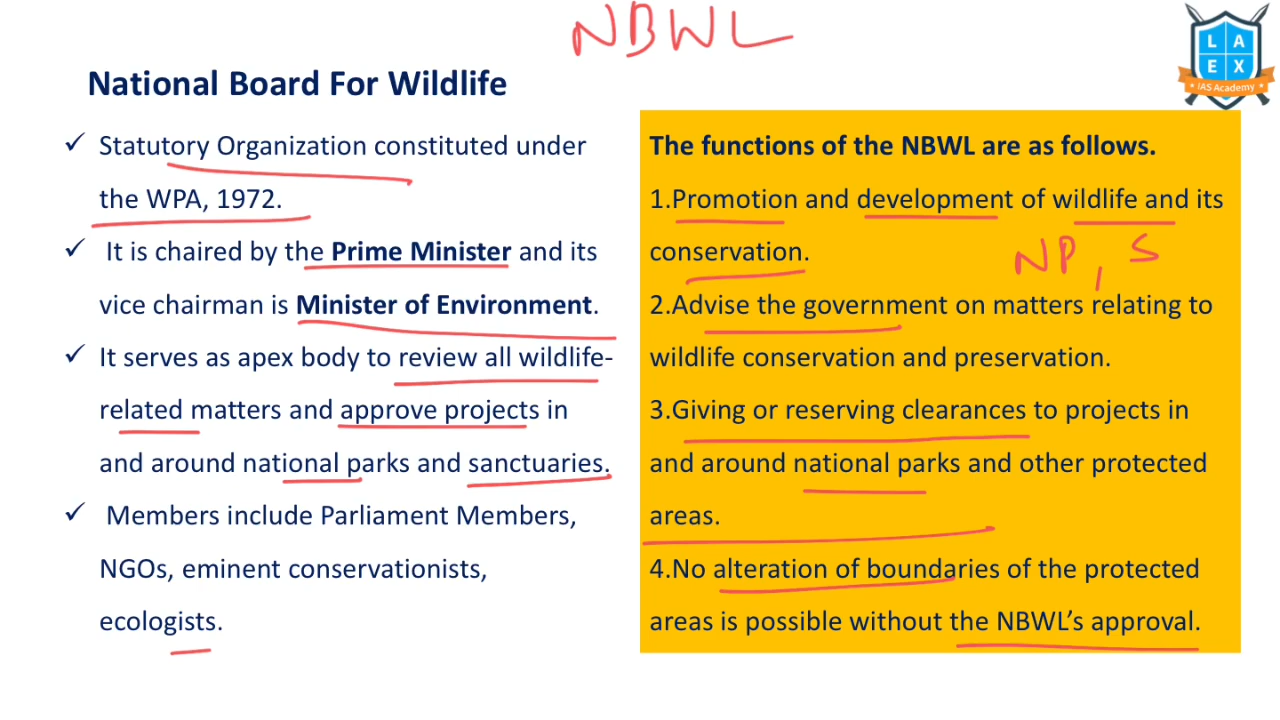 NBWL
LA
EX
IAS Academy
National Board For Wildlife
✓ Statutory Organization constituted under
the WPA, 1972.
✓ It is chaired by the Prime Minister and its
vice chairman is Minister of Environment.
✓ It serves as apex body to review all wildlife-
related matters and approve projects in
and around national parks and sanctuaries.
✓ Members include Parliament Members,
NGOs, eminent conservationists,
ecologists.
The functions of the NBWL are as follows.
1.Promotion and development of wildlife and its
conservation.
NP, S
2.Advise the government on matters relating to
wildlife conservation and preservation.
3.Giving or reserving clearances to projects in
and around national parks and other protected
areas.
4.No alteration of boundaries of the protected
areas is possible without the NBWL’s approval.